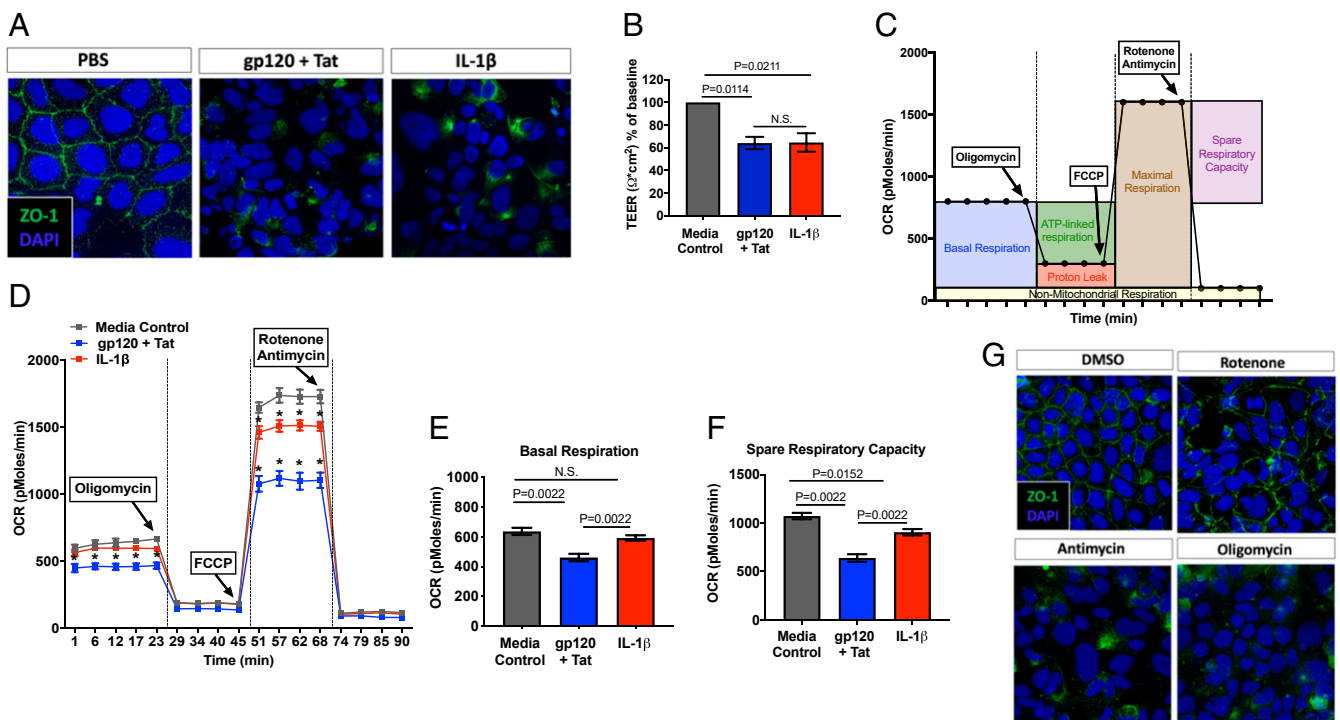 A
PBS
gp120 + Tat
IL-1β
ZO-1
DAPI
B
P=0.0211
P=0.0114
N.S.
TEER (Ω*cm2) % of baseline
120
100
80
60
40
20
0
Media
Control
gp120
+ Tat
IL-1β
C
OCR (pMoles/min)
2000
1500
1000
500
0
Oligomycin
FCCP
Rotenone
Antimycin
Basal Respiration
ATP-linked
respiration
Proton Leak
Maximal
Respiration
Spare
Respiratory
Capacity
Non-Mitochondrial Respiration
Time (min)
D
Media Control
gp120 + Tat
IL-1β
OCR (pMoles/min)
2000
1500
1000
500
0
Oligomycin
FCCP
Rotenone
Antimycin
* * * * *
* * * *
* * * *
1 6 12 17 23 29 34 40 45 51 57 62 68 74 79 85 90
Time (min)
E
Basal Respiration
N.S.
P=0.0022
P=0.0022
OCR (pMoles/min)
1000
800
600
400
200
0
Media
Control
gp120
+ Tat
IL-1β
F
Spare Respiratory Capacity
P=0.0152
P=0.0022
P=0.0022
OCR (pMoles/min)
1500
1000
500
0
Media
Control
gp120
+ Tat
IL-1β
G
DMSO
Rotenone
ZO-1
DAPI
Antimycin
Oligomycin